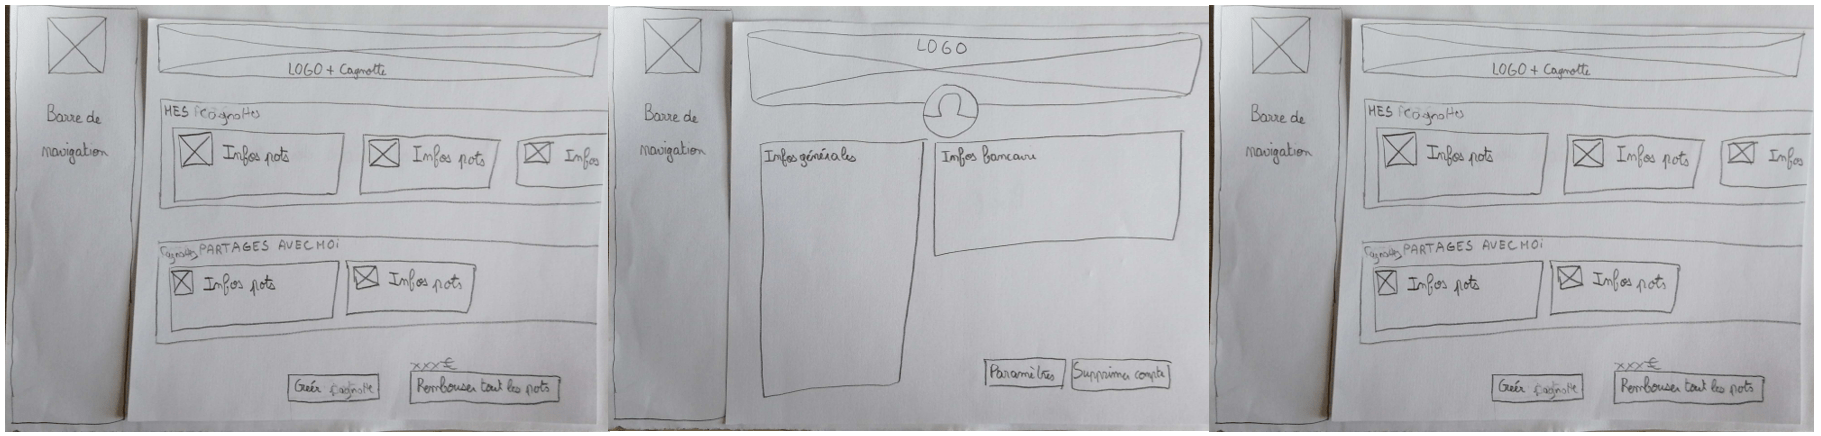 Barre de
navigation
LOGO + Cagnotte
MES Cagnottes
Infos pots
Infos pots
Infos
Cagnottes PARTAGES AVEC MOi
Infos pots
Infos pots
xxx€
Créér Cagnotte
Rembourser tout les pots
Barre de
navigation
LOGO
Infos générales
Infos bancaire
Paramètres
Supprimer compte
Barre de
navigation
LOGO + Cagnotte
MES Cagnottes
Infos pots
Infos pots
Infos
Cagnottes PARTAGES AVEC MOi
Infos pots
Infos pots
xxx€
Créér Cagnotte
Rembourser tout les pots